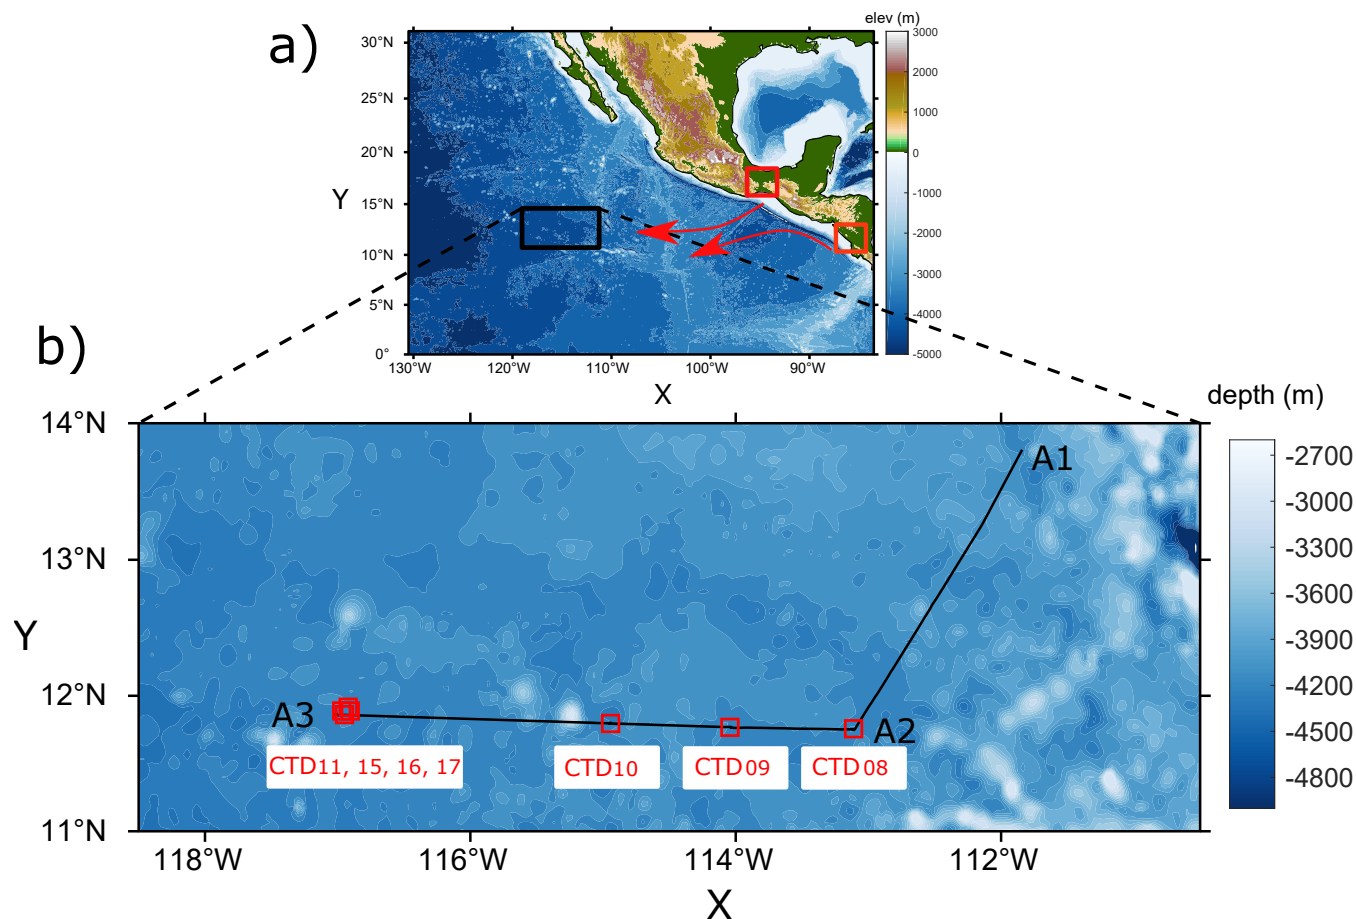 a)
elev (m)
30°N
25°N
20°N
15°N
10°N
5°N
0°
Y
130°W
120°W
110°W
100°W
90°W
X
3000
2000
1000
0
-1000
-2000
-3000
-4000
-5000
b)
depth (m)
14°N
13°N
12°N
11°N
Y
A1
A2
A3
CTD11, 15, 16, 17
CTD10
CTD09
CTD08
118°W
116°W
114°W
112°W
X
-2700
-3000
-3300
-3600
-3900
-4200
-4500
-4800